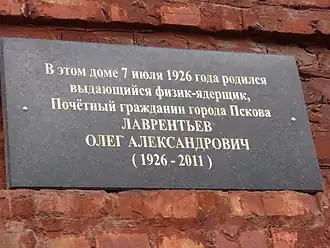 В этом доме 7 июля 1926 года родился
выдающийся физик-ядерщик,
Почётный гражданин города Пскова
ЛАВРЕНТЬЕВ
ОЛЕГ АЛЕКСАНДРОВИЧ
( 1926 - 2011 )